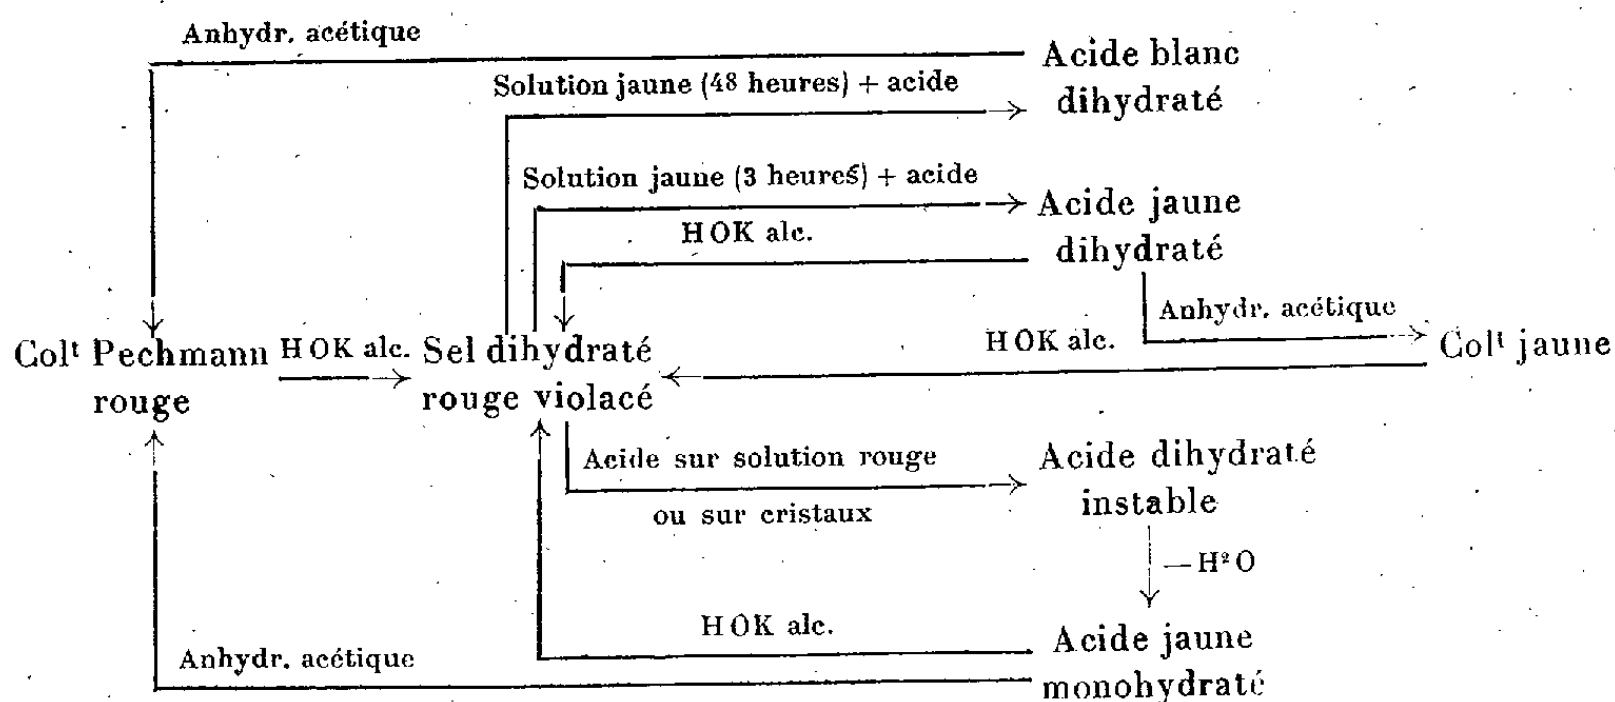 Anhydr. acétique
Acide blanc
dihydraté
Solution jaune (48 heures) + acide
Solution jaune (3 heures) + acide
Acide jaune
dihydraté
HOK alc.
Anhydr. acétique
HOK alc.
Colᵗ jaune
Colᵗ Pechmann
rouge
HOK alc.
Sel dihydraté
rouge violacé
Acide sur solution rouge
ou sur cristaux
Acide dihydraté
instable
— H²O
HOK alc.
Acide jaune
monohydraté
Anhydr. acétique